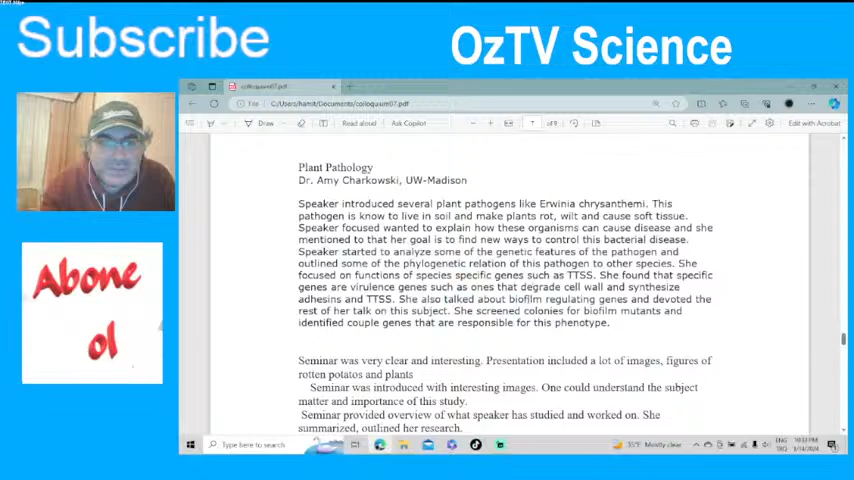 Subscribe
OzTV Science
colloquium07.pdf
File
C:/Users/hamit/Documents/colloquium07.pdf
Draw
Read aloud
Ask Copilot
7 of 9
Edit with Acrobat
Plant Pathology
Dr. Amy Charkowski, UW-Madison
Speaker introduced several plant pathogens like Erwinia chrysanthemi. This
pathogen is know to live in soil and make plants rot, wilt and cause soft tissue.
Speaker focused wanted to explain how these organisms can cause disease and she
mentioned to that her goal is to find new ways to control this bacterial disease.
Speaker started to analyze some of the genetic features of the pathogen and
outlined some of the phylogenetic relation of this pathogen to other species. She
focused on functions of species specific genes such as TTSS. She found that specific
genes are virulence genes such as ones that degrade cell wall and synthesize
adhesins and TTSS. She also talked about biofilm regulating genes and devoted the
rest of her talk on this subject. She screened colonies for biofilm mutants and
identified couple genes that are responsible for this phenotype.
Seminar was very clear and interesting. Presentation included a lot of images, figures of
rotten potatos and plants
Seminar was introduced with interesting images. One could understand the subject
matter and importance of this study.
Seminar provided overview of what speaker has studied and worked on. She
summarized, outlined her research.
Abone
ol
Type here to search
55°F Mostly clear
ENG
10:33 PM